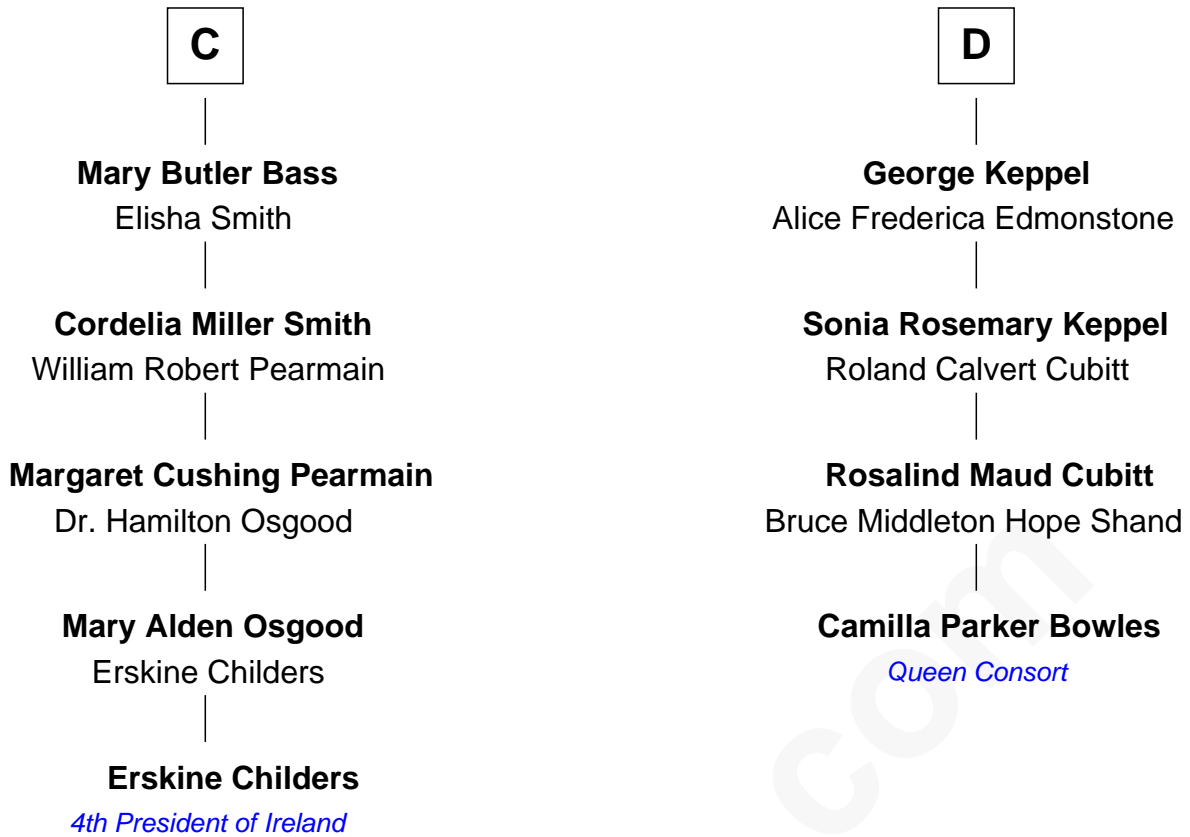 C
Mary Butler Bass
Elisha Smith
Cordelia Miller Smith
William Robert Pearmain
Margaret Cushing Pearmain
Dr. Hamilton Osgood
Mary Alden Osgood
Erskine Childers
Erskine Childers
4th President of Ireland
D
George Keppel
Alice Frederica Edmonstone
Sonia Rosemary Keppel
Roland Calvert Cubitt
Rosalind Maud Cubitt
Bruce Middleton Hope Shand
Camilla Parker Bowles
Queen Consort
com